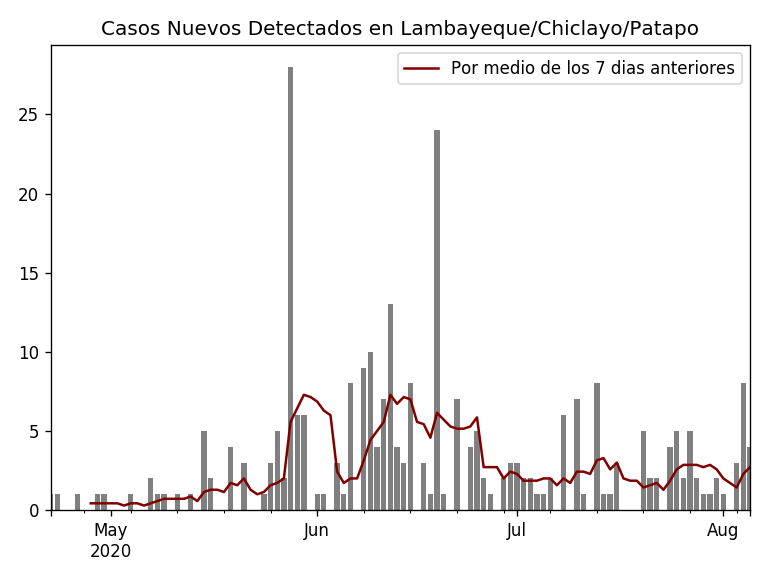 Casos Nuevos Detectados en Lambayeque/Chiclayo/Patapo
Por medio de los 7 dias anteriores
25
20
15
10
5
0
May
2020
Jun
Jul
Aug